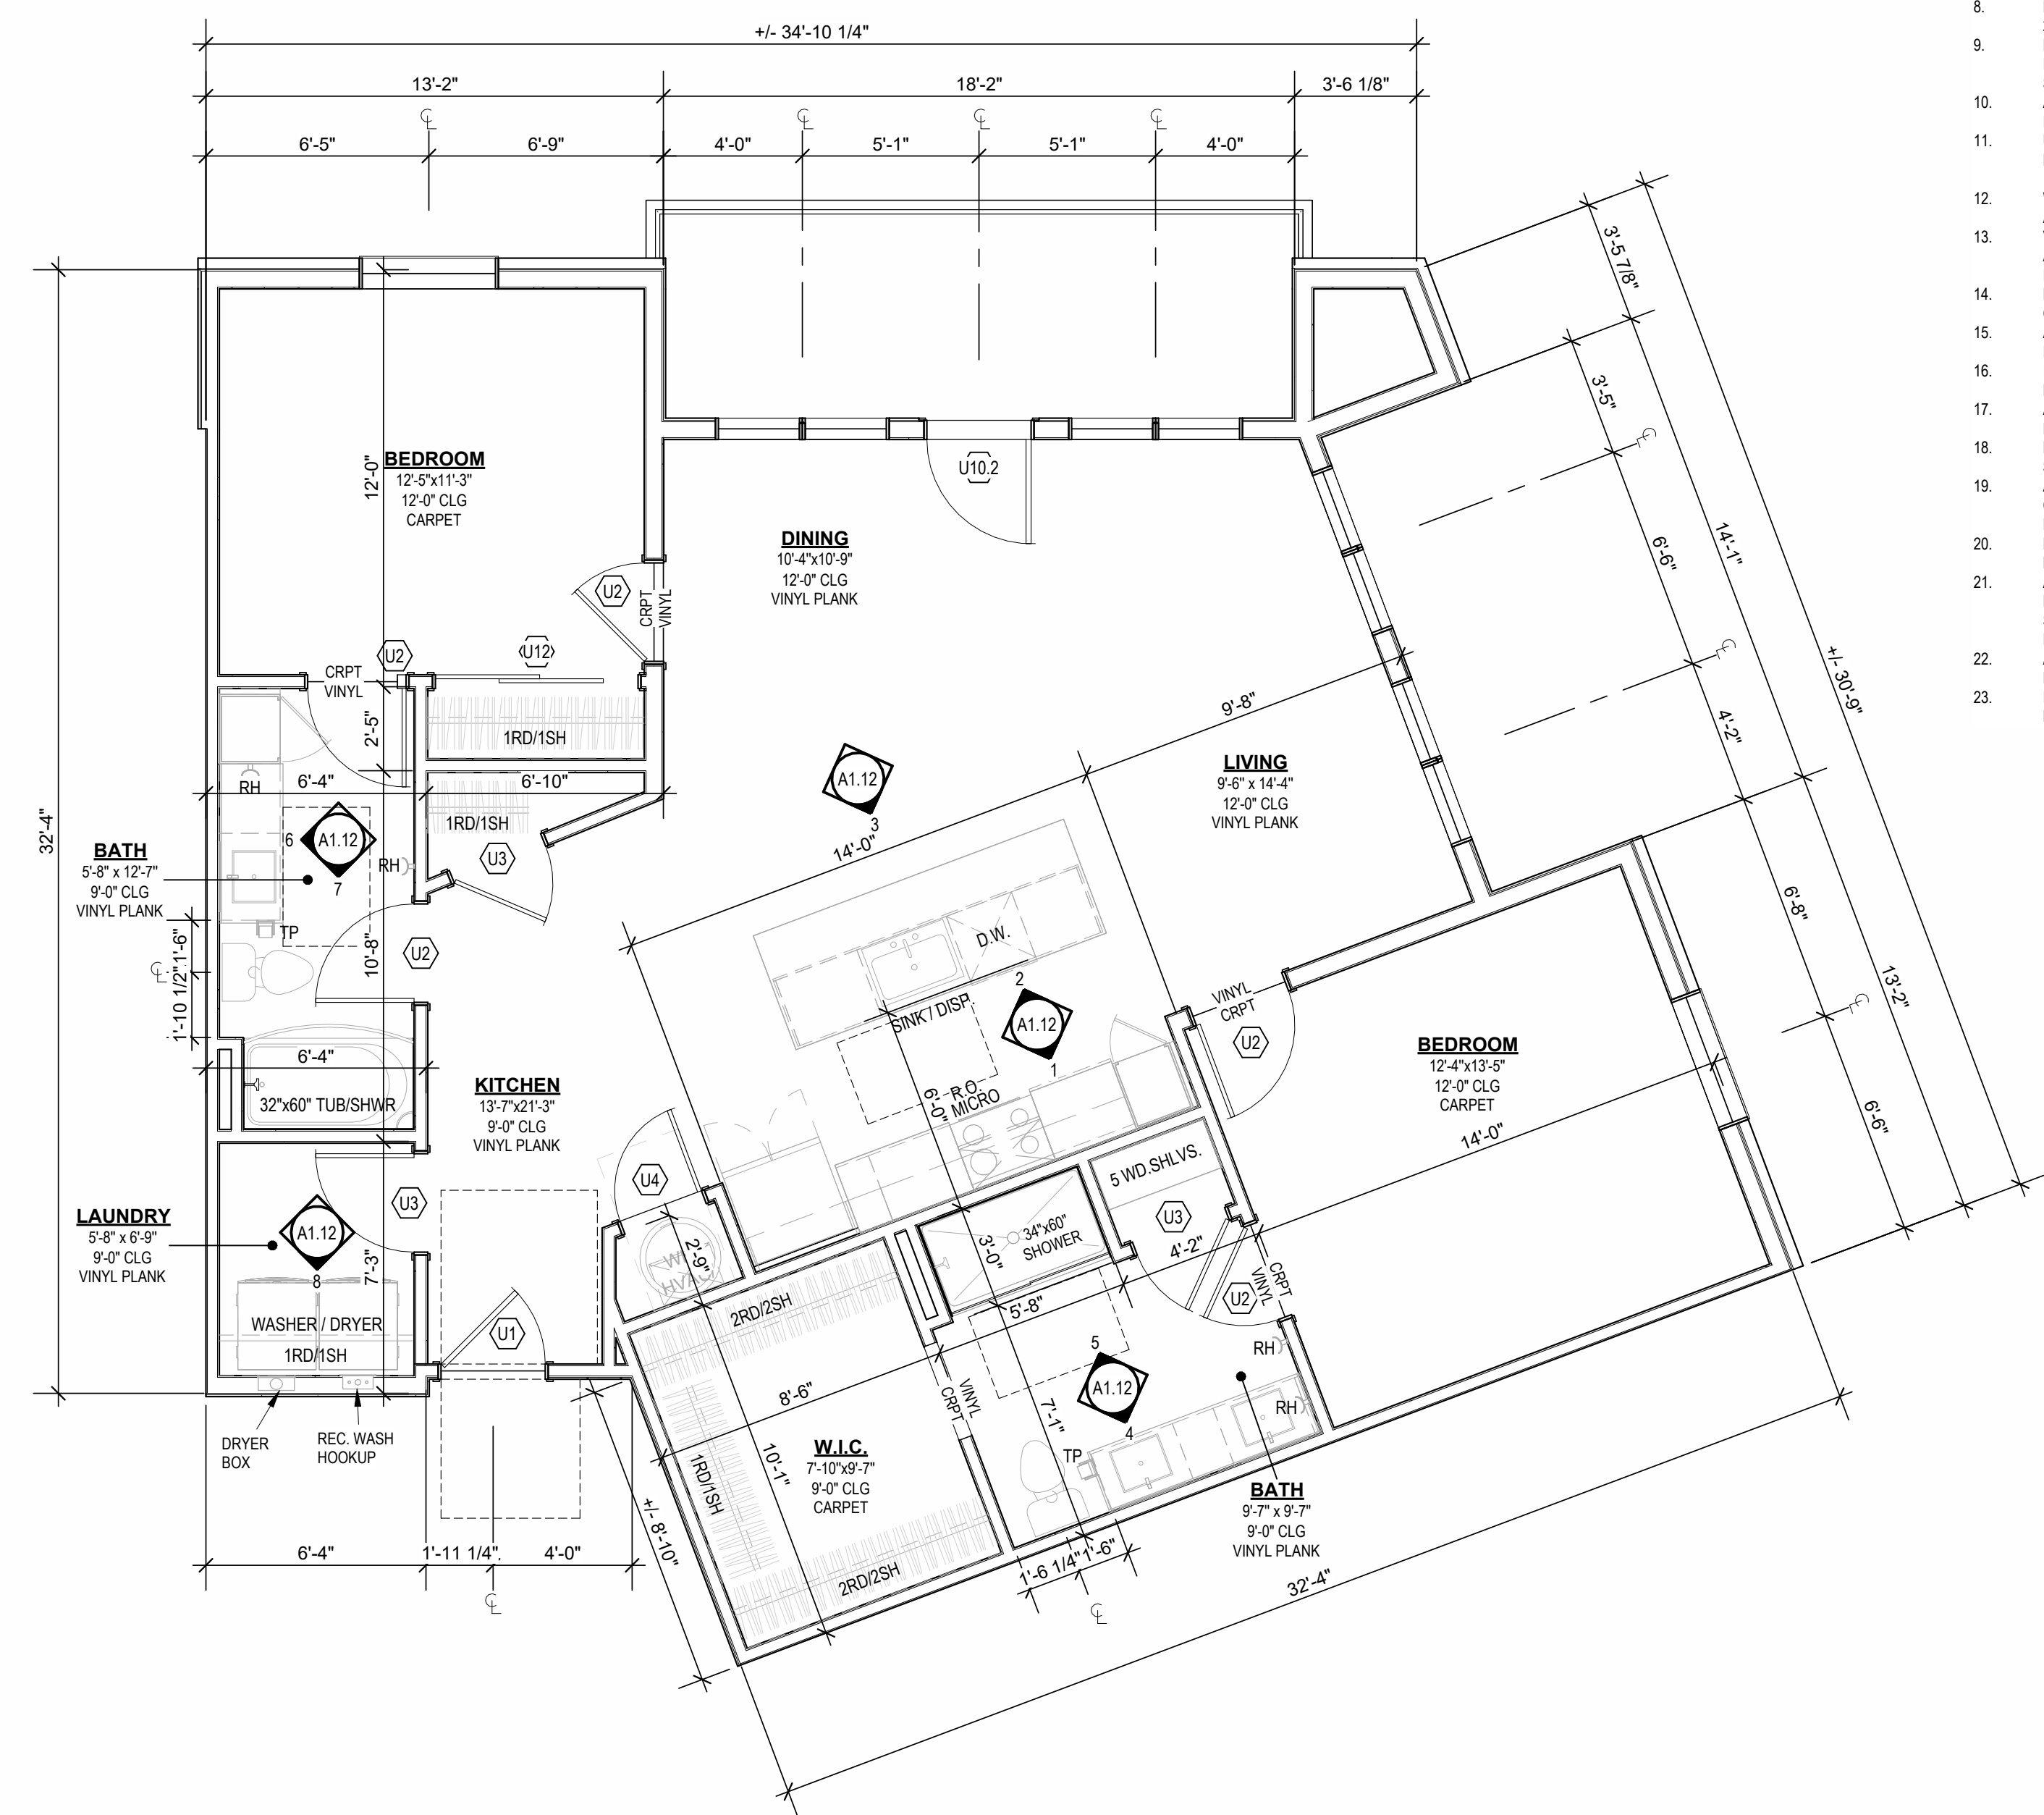 8.
9.
10.
11.
12.
13.
14.
15.
16.
17.
18.
19.
20.
21.
22.
23.
+/- 34'-10 1/4"
13'-2"
18'-2"
3'-6 1/8"
6'-5"
6'-9"
4'-0"
5'-1"
5'-1"
4'-0"
3'-5 7/8"
3'-5"
6'-6"
14'-1"
+/- 30'-9"
4'-2"
6'-8"
13'-2"
6'-6"
32'-4"
BEDROOM
12'-5"x11'-3"
12'-0" CLG
CARPET
12'-0"
U10.2
DINING
10'-4"x10'-9"
12'-0" CLG
VINYL PLANK
U2
CRPT
VINYL
U2
U12
CRPT
VINYL
2'-5"
1RD/1SH
6'-4"
6'-10"
RH
1RD/1SH
6
A1.12
7
RH
U3
A1.12
3
9'-8"
LIVING
9'-6" x 14'-4"
12'-0" CLG
VINYL PLANK
14'-0"
BATH
5'-8" x 12'-7"
9'-0" CLG
VINYL PLANK
TP
10'-8"
U2
1'-6"
1'-10 1/2"
D.W.
SINK / DISP.
2
A1.12
1
VINYL
CRPT
U2
6'-4"
32"x60" TUB/SHWR
KITCHEN
13'-7"x21'-3"
9'-0" CLG
VINYL PLANK
R.O.
MICRO
6'-0"
BEDROOM
12'-4"x13'-5"
12'-0" CLG
CARPET
14'-0"
U4
5 WD.SHLVS.
U3
U3
LAUNDRY
5'-8" x 6'-9"
9'-0" CLG
VINYL PLANK
A1.12
8
7'-3"
2'-9"
HVAC
34"x60"
SHOWER
3'-0"
4'-2"
U2
CRPT
VINYL
WASHER / DRYER
1RD/1SH
U1
2RD/2SH
5'-8"
RH
5
A1.12
4
8'-6"
VINYL
CRPT
7'-1"
RH
DRYER
BOX
REC. WASH
HOOKUP
1RD/1SH
10'-1"
W.I.C.
7'-10"x9'-7"
9'-0" CLG
CARPET
TP
BATH
9'-7" x 9'-7"
9'-0" CLG
VINYL PLANK
+/- 8'-10"
2RD/2SH
6'-4"
1'-11 1/4"
4'-0"
1'-6 1/4"
1'-6"
32'-4"